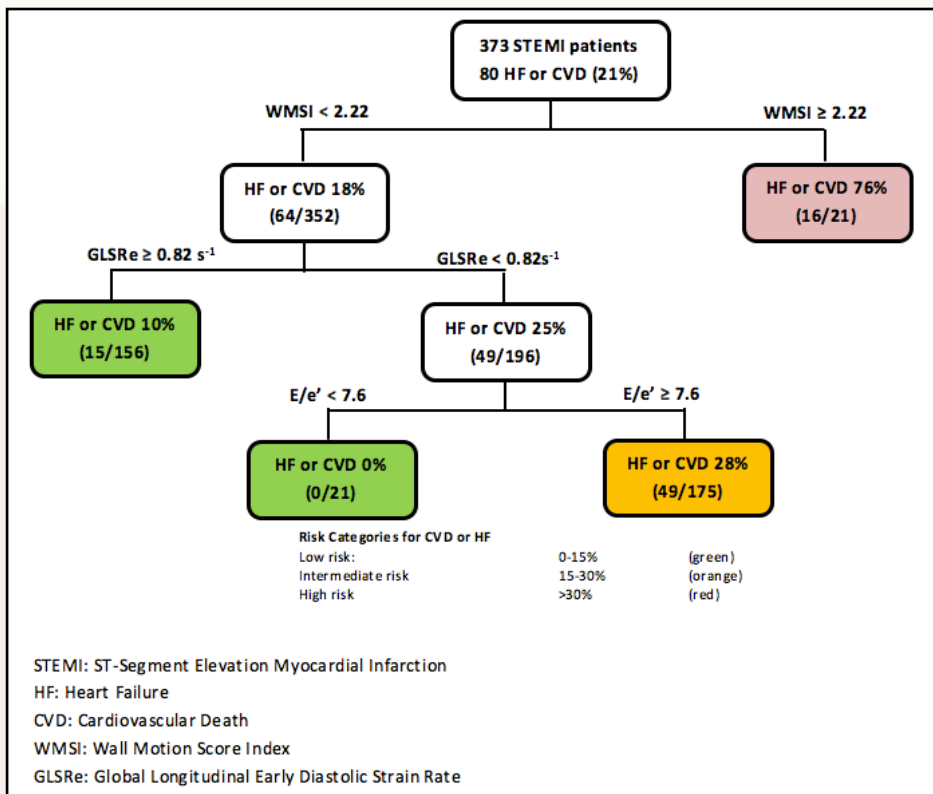 373 STEMI patients
80 HF or CVD (21%)
WMSI < 2.22
WMSI ≥ 2.22
HF or CVD 18%
(64/352)
HF or CVD 76%
(16/21)
GLSRe ≥ 0.82 s⁻¹
GLSRe < 0.82s⁻¹
HF or CVD 10%
(15/156)
HF or CVD 25%
(49/196)
E/e’ < 7.6
E/e’ ≥ 7.6
HF or CVD 0%
(0/21)
HF or CVD 28%
(49/175)
Risk Categories for CVD or HF
Low risk: 0-15% (green)
Intermediate risk 15-30% (orange)
High risk >30% (red)
STEMI: ST-Segment Elevation Myocardial Infarction
HF: Heart Failure
CVD: Cardiovascular Death
WMSI: Wall Motion Score Index
GLSRe: Global Longitudinal Early Diastolic Strain Rate